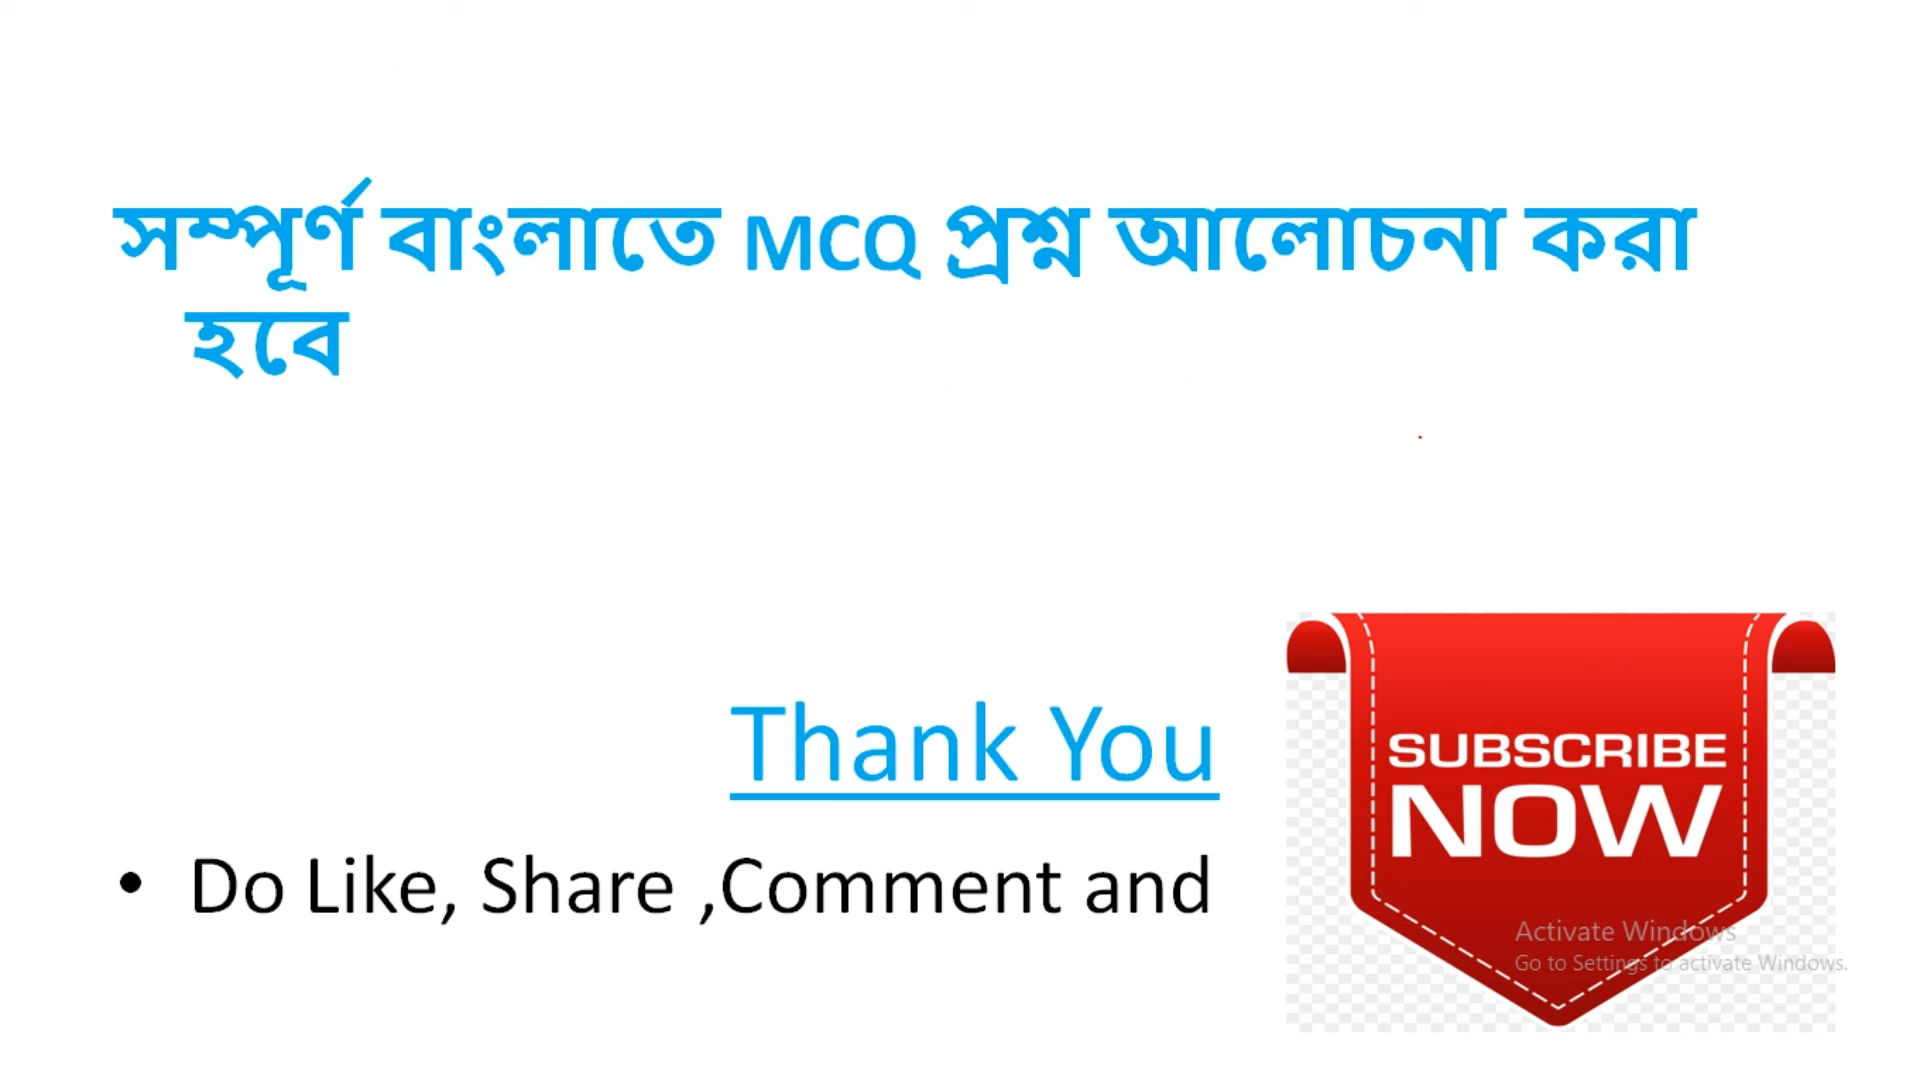 সম্পূর্ণ বাংলাতে MCQ প্রশ্ন আলোচনা করা
হবে
Thank You
• Do Like, Share ,Comment and
SUBSCRIBE
NOW
Activate Windows
Go to Settings to activate Windows.